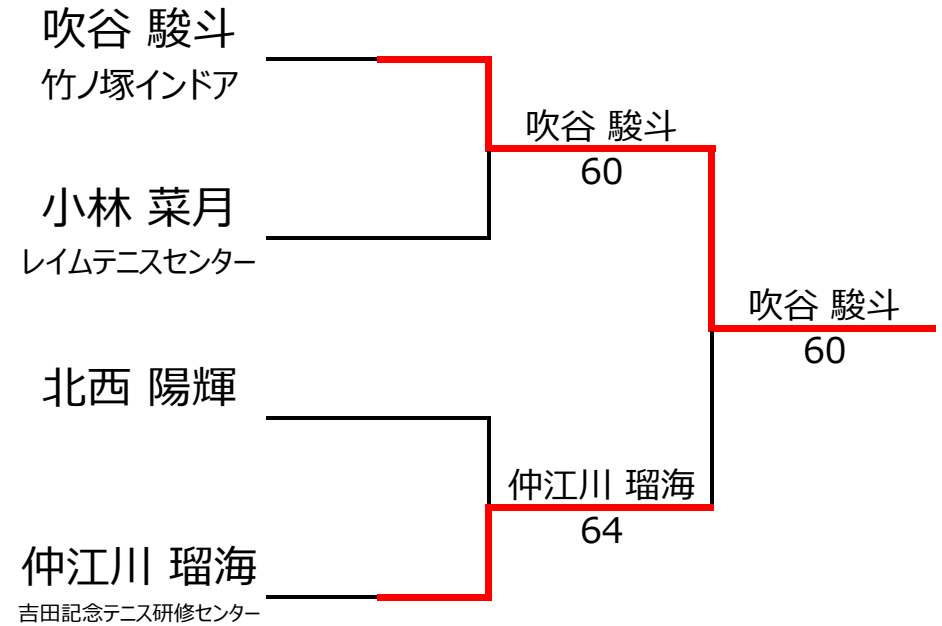 吹谷 駿斗
竹ノ塚インドア
吹谷 駿斗
60
小林 菜月
レイムテニスセンター
吹谷 駿斗
60
北西 陽輝
仲江川 瑠海
64
仲江川 瑠海
吉田記念テニス研修センター